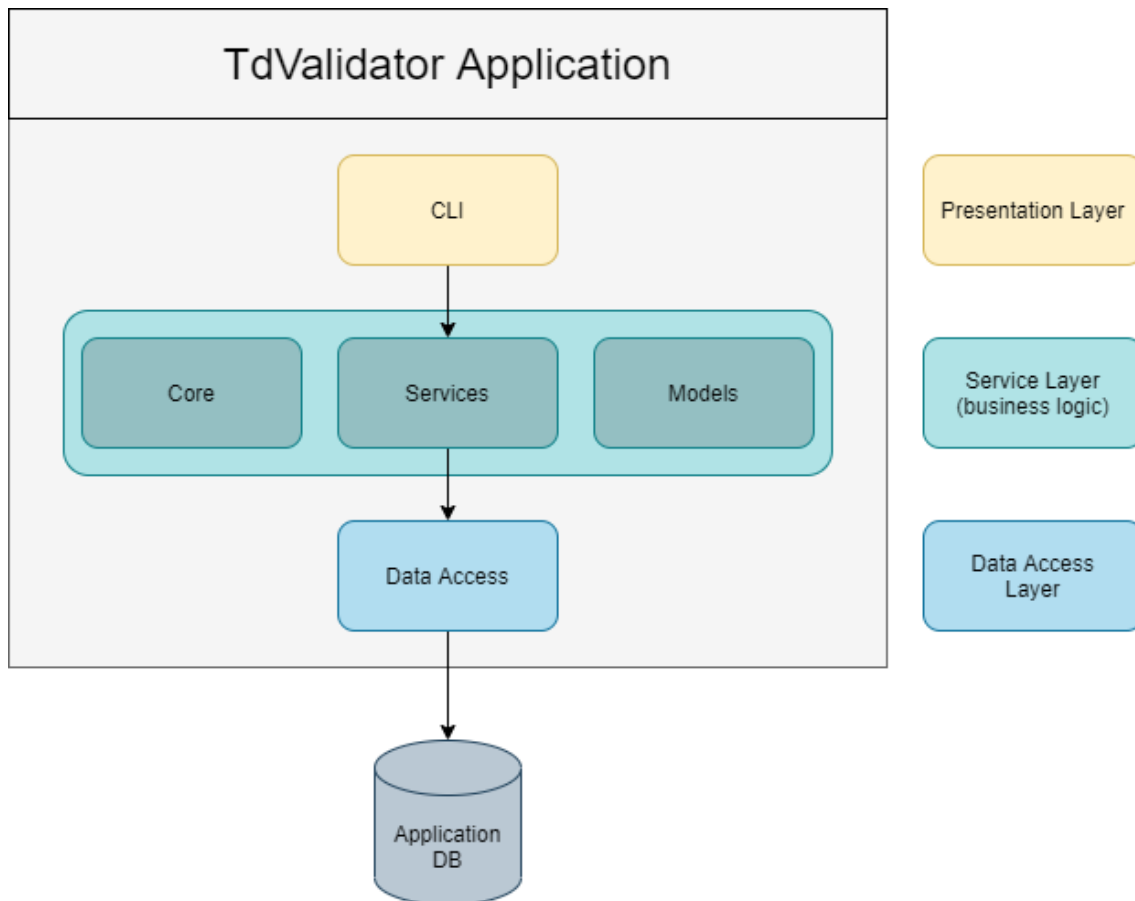 TdValidator Application
CLI
Presentation Layer
Core
Services
Models
Service Layer
(business logic)
Data Access
Data Access
Layer
Application
DB